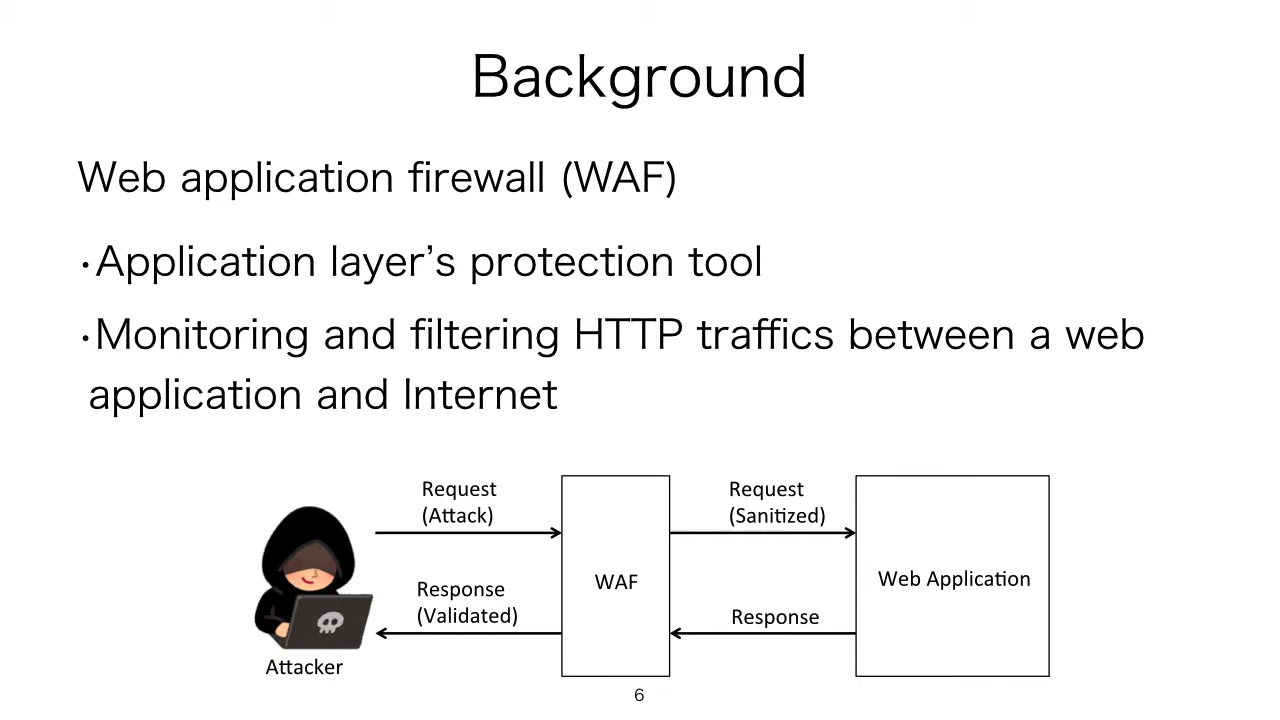 Background
Web application firewall (WAF)
・Application layer’s protection tool
・Monitoring and filtering HTTP traffics between a web
application and Internet
Request
(Attack)
Request
(Sanitized)
WAF
Web Application
Response
(Validated)
Response
Attacker
6